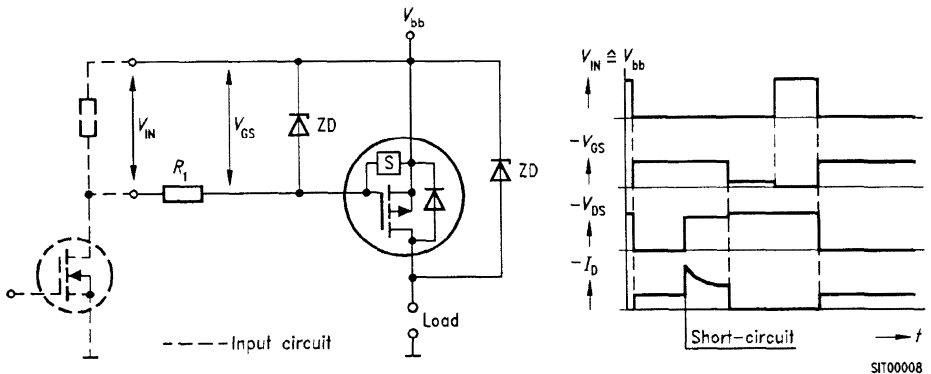 V_bb
V_IN
V_GS
ZD
S
ZD
R_1
Load
Input circuit
V_IN ≙ V_bb
-V_GS
-V_DS
-I_D
Short-circuit
t
SIT00008